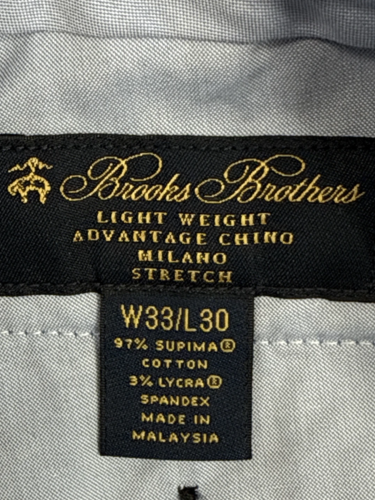 Brooks Brothers
LIGHT WEIGHT
ADVANTAGE CHINO
MILANO
STRETCH
W33/L30
97% SUPIMA®
COTTON
3% LYCRA®
SPANDEX
MADE IN
MALAYSIA